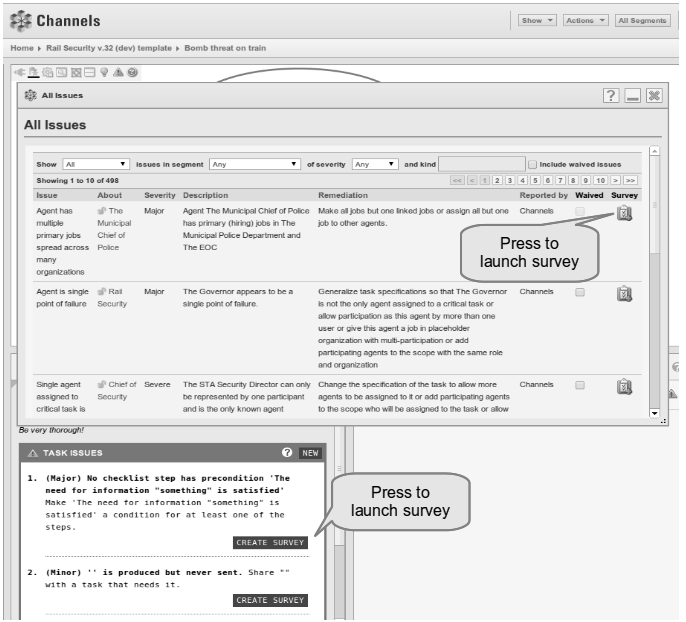 Channels
Show ▼ Actions ▼ All Segments
Home ▸ Rail Security v.32 (dev) template ▸ Bomb threat on train
All Issues
All Issues
Show All ▼ issues in segment Any ▼ of severity Any ▼ and kind Include waived issues
Showing 1 to 10 of 498
<< < 1 2 3 4 5 6 7 8 9 10 > >>
Issue About Severity Description Remediation Reported by Waived Survey
Agent has The Major Agent The Municipal Chief of Police Make all jobs but one linked jobs or assign all but one Channels
multiple Municipal has primary (hiring) jobs in The job to other agents.
primary jobs Chief of Municipal Police Department and
spread across Police The EOC
many
organizations
Press to
launch survey
Agent is single Rail Major The Governor appears to be a Generalize task specifications so that The Governor Channels
point of failure Security single point of failure. is not the only agent assigned to a critical task or
allow participation as this agent by more than one
user or give this agent a job in placeholder
organization with multi-participation or add
participating agents to the scope with the same role
and organization
Single agent Chief of Severe The STA Security Director can only Change the specification of the task to allow more Channels
assigned to Security be represented by one participant agents to be assigned to it or add participating agents
critical task is and is the only known agent to the scope who will be assigned to the task or allow
Be very thorough!
TASK ISSUES ? NEW
1. (Major) No checklist step has precondition 'The
need for information "something" is satisfied'
Make 'The need for information "something" is
satisfied' a condition for at least one of the
steps.
CREATE SURVEY
Press to
launch survey
2. (Minor) '' is produced but never sent. Share ""
with a task that needs it.
CREATE SURVEY